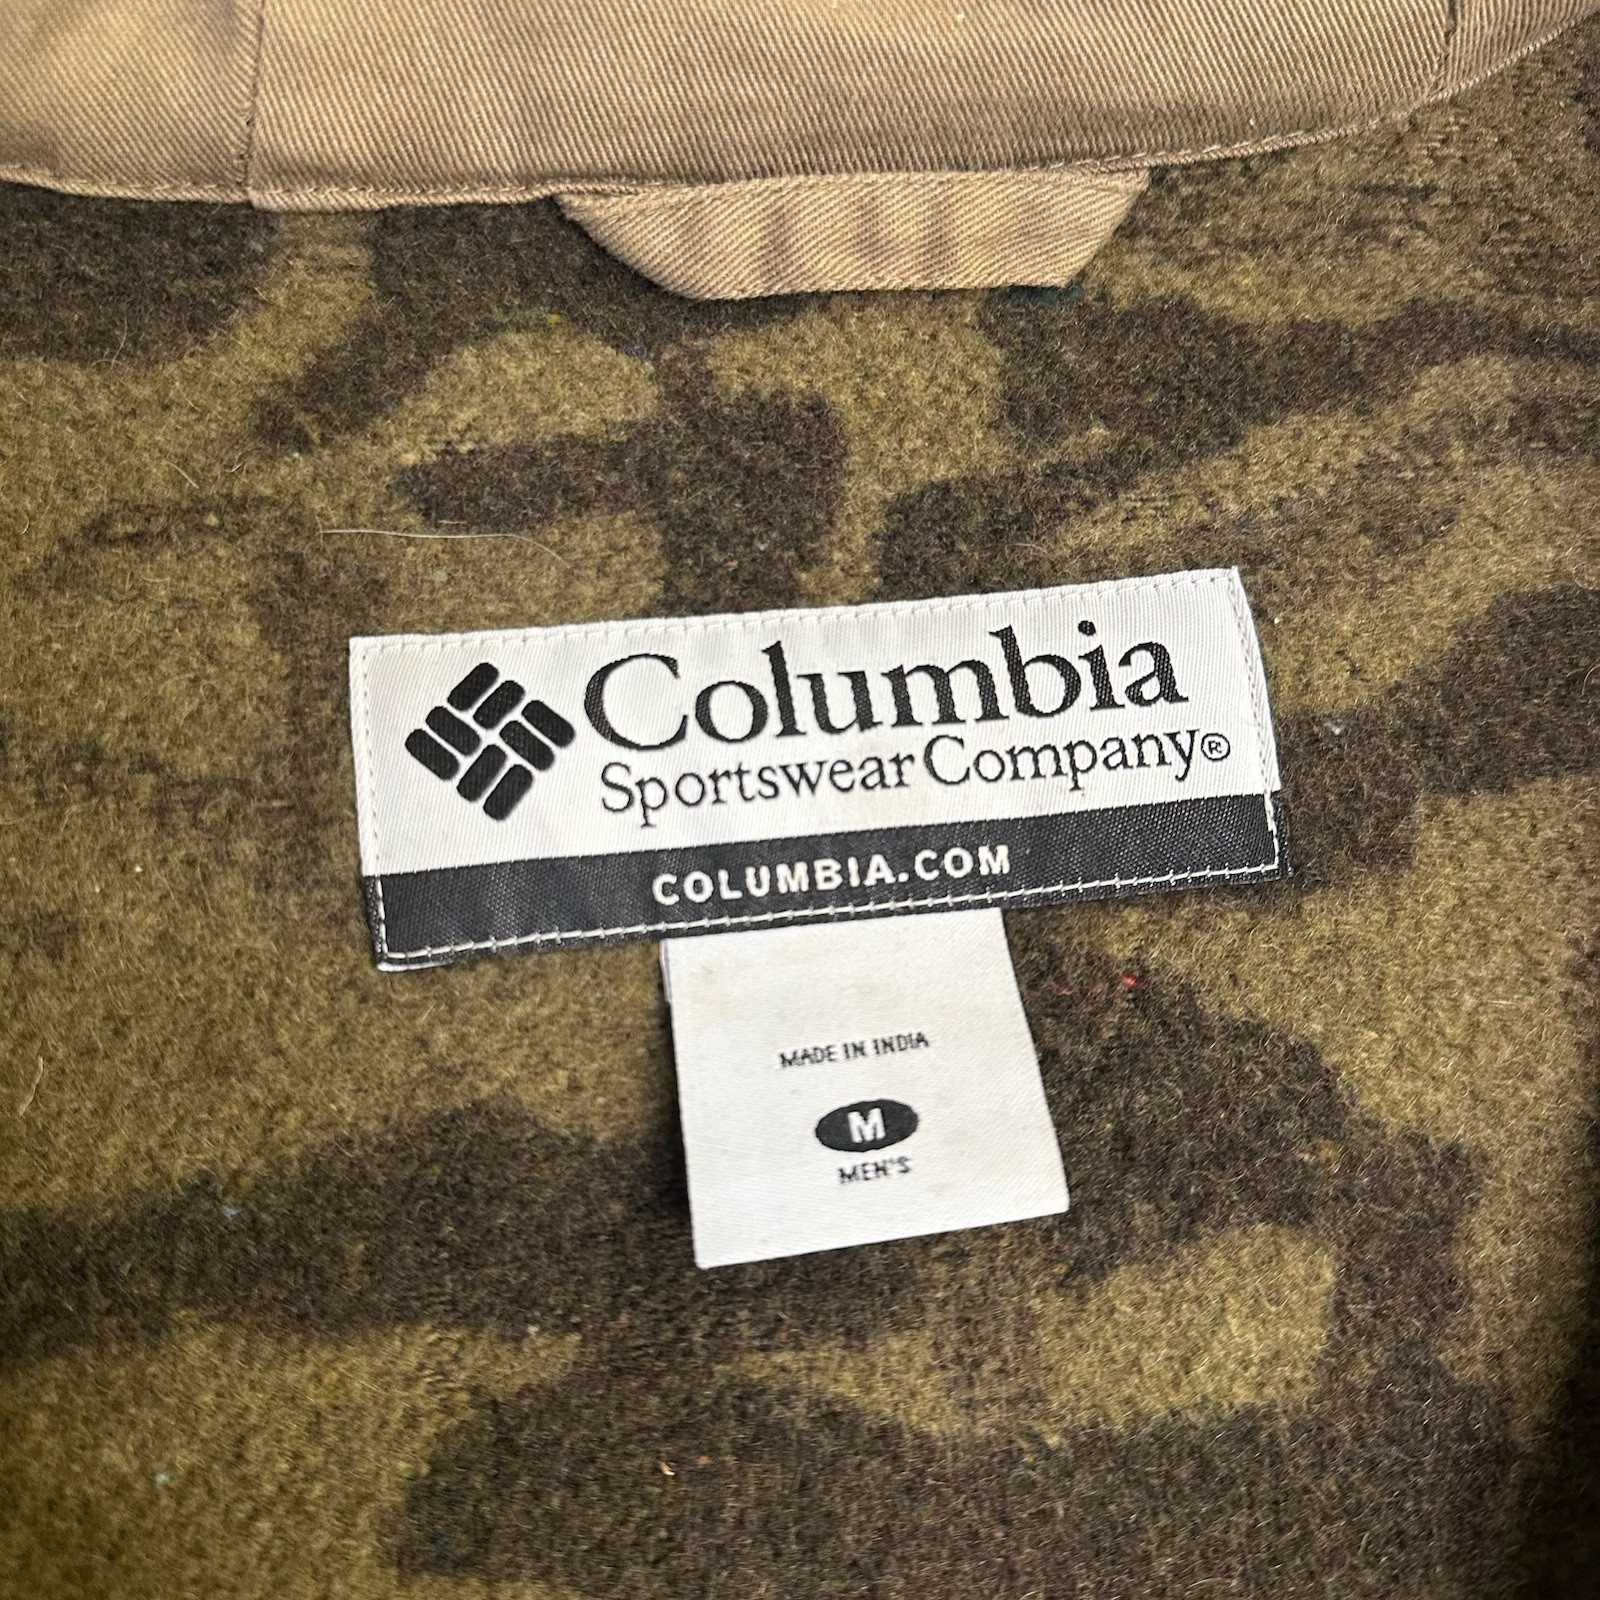 Columbia
Sportswear Company®
COLUMBIA.COM
MADE IN INDIA
M
MEN'S